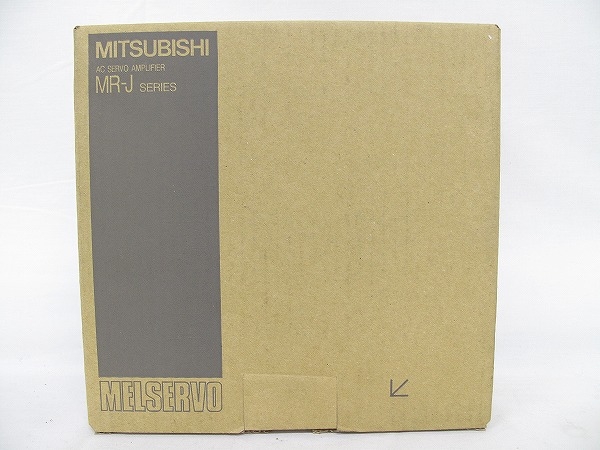 MITSUBISHI
AC SERVO AMPLIFIER
MR-J SERIES
MELSERVO